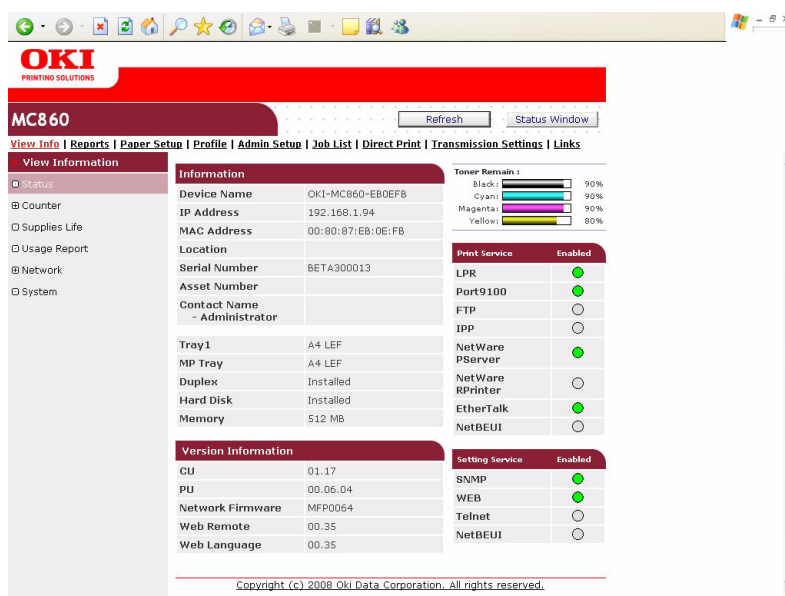 OKI
PRINTING SOLUTIONS
MC860
Refresh
Status Window
View Info | Reports | Paper Setup | Profile | Admin Setup | Job List | Direct Print | Transmission Settings | Links
View Information
Status
Counter
Supplies Life
Usage Report
Network
System
Information
Device Name OKI-MC860-EB0EFB
IP Address 192.168.1.94
MAC Address 00:80:87:EB:0E:FB
Location
Serial Number BETA300013
Asset Number
Contact Name
- Administrator
Tray1 A4 LEF
MP Tray A4 LEF
Duplex Installed
Hard Disk Installed
Memory 512 MB
Version Information
CU 01.17
PU 00.06.04
Network Firmware MFP0064
Web Remote 00.35
Web Language 00.35
Toner Remain :
Black: 90%
Cyan: 90%
Magenta: 90%
Yellow: 80%
Print Service Enabled
LPR
Port9100
FTP
IPP
NetWare
PServer
NetWare
RPrinter
EtherTalk
NetBEUI
Setting Service Enabled
SNMP
WEB
Telnet
NetBEUI
Copyright (c) 2008 Oki Data Corporation. All rights reserved.